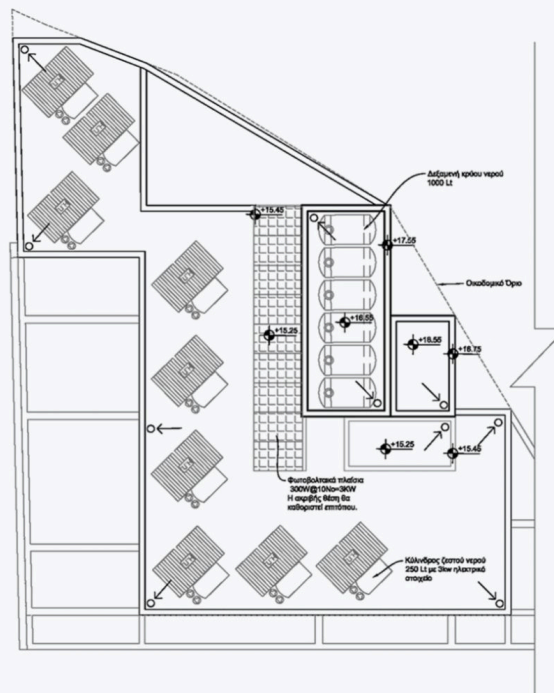 Δεξαμενή κρύου νερού
1000 Lt
+15.45
+17.55
Οικοδομικό Όριο
+16.55
+15.25
+18.55
+18.75
+15.25
+15.45
Φωτοβολταικά πλαίσια
300W@10No=3KW
Η ακριβής θέση θα
καθοριστεί επιτόπου.
Κύλινδρος ζεστού νερού
250 Lt με 3kw ηλεκτρικό
στοιχείο